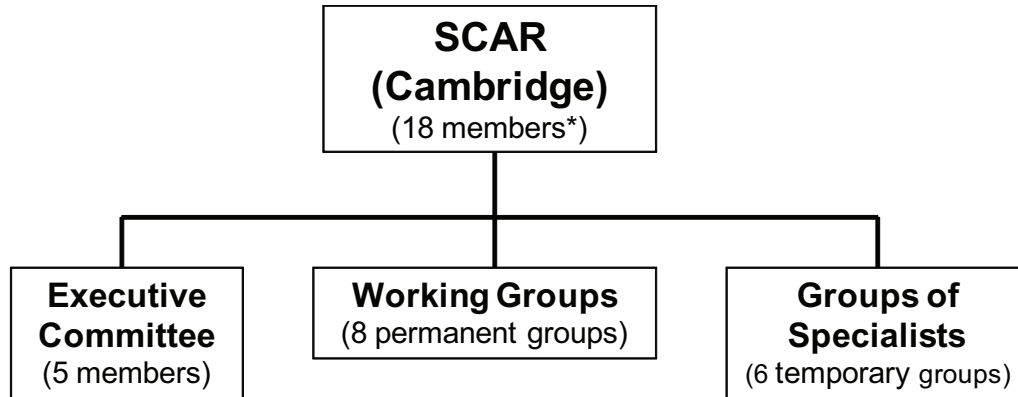 SCAR
(Cambridge)
(18 members*)
Executive
Committee
(5 members)
Working Groups
(8 permanent groups)
Groups of
Specialists
(6 temporary groups)